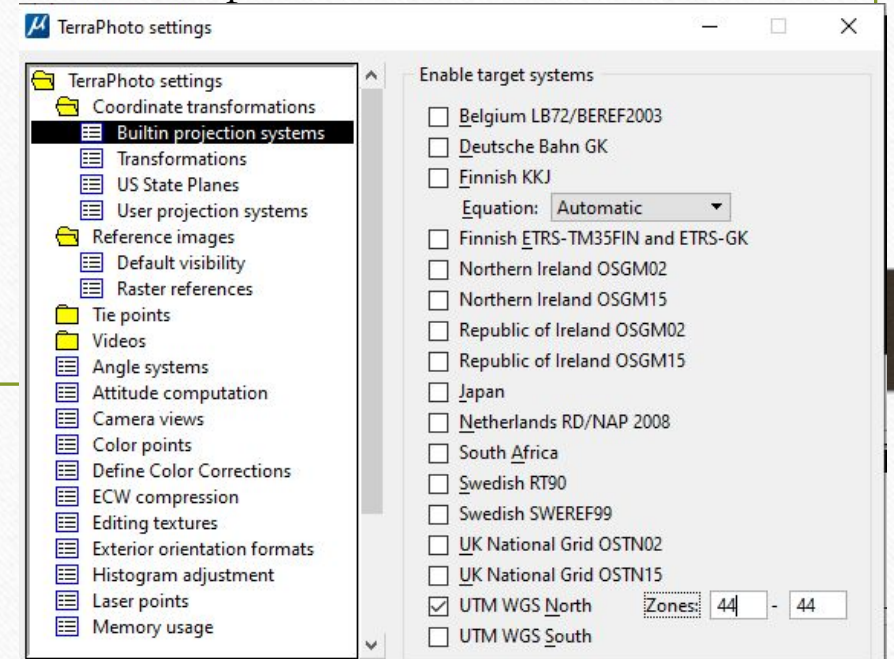 TerraPhoto settings
TerraPhoto settings
Coordinate transformations
Builtin projection systems
Transformations
US State Planes
User projection systems
Reference images
Default visibility
Raster references
Tie points
Videos
Angle systems
Attitude computation
Camera views
Color points
Define Color Corrections
ECW compression
Editing textures
Exterior orientation formats
Histogram adjustment
Laser points
Memory usage
Enable target systems
Belgium LB72/BEREF2003
Deutsche Bahn GK
Finnish KKJ
Equation: Automatic
Finnish ETRS-TM35FIN and ETRS-GK
Northern Ireland OSGM02
Northern Ireland OSGM15
Republic of Ireland OSGM02
Republic of Ireland OSGM15
Japan
Netherlands RD/NAP 2008
South Africa
Swedish RT90
Swedish SWEREF99
UK National Grid OSTN02
UK National Grid OSTN15
UTM WGS North Zones: 44 - 44
UTM WGS South